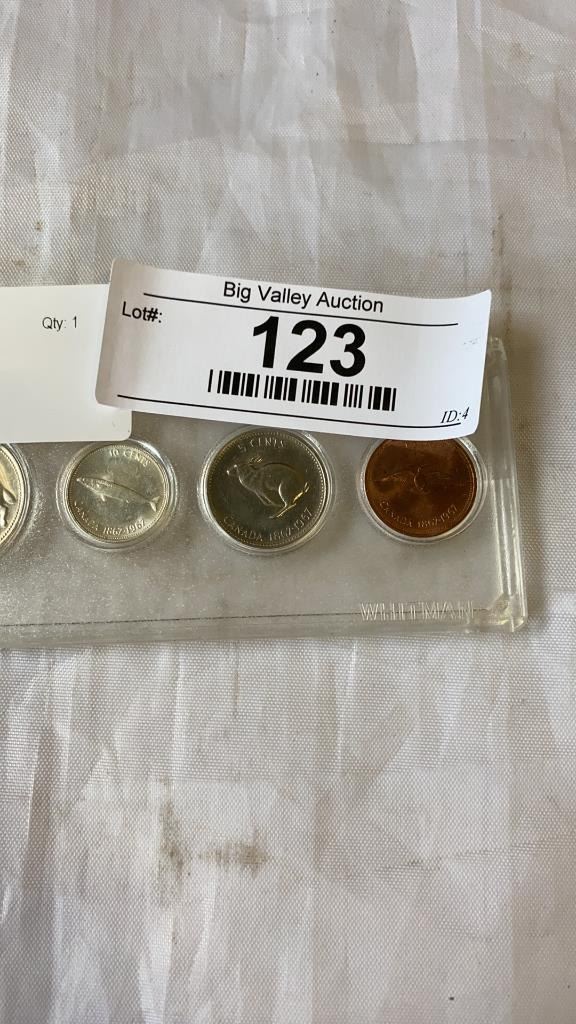 Big Valley Auction
Lot#:
123
ID:4
Qty: 1
10 CENTS
CANADA 1867-1967
5 CENTS
CANADA 1867-1967
CANADA 1867-1967
WHITMAN